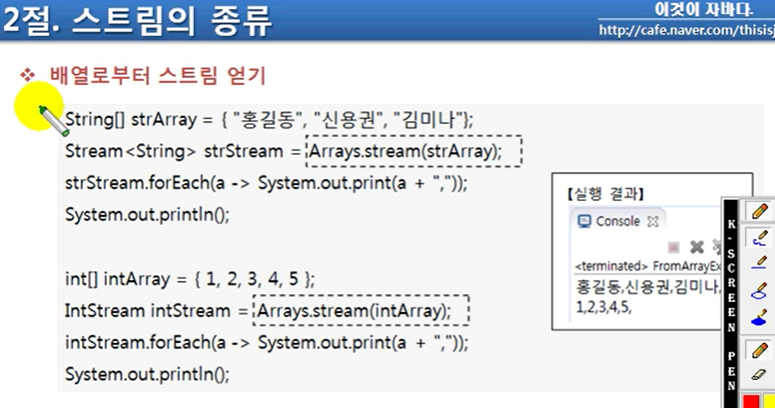 2절. 스트림의 종류
이것이 자바다.
http://cafe.naver.com/thisisj
❖ 배열로부터 스트림 얻기
String[] strArray = { "홍길동", "신용권", "김미나"};
Stream<String> strStream = Arrays.stream(strArray);
strStream.forEach(a -> System.out.print(a + ","));
System.out.println();
int[] intArray = { 1, 2, 3, 4, 5 };
IntStream intStream = Arrays.stream(intArray);
intStream.forEach(a -> System.out.print(a + ","));
System.out.println();
[실행 결과]
Console
<terminated> FromArrayEx
홍길동,신용권,김미나,
1,2,3,4,5,
K-SCREEN PEN